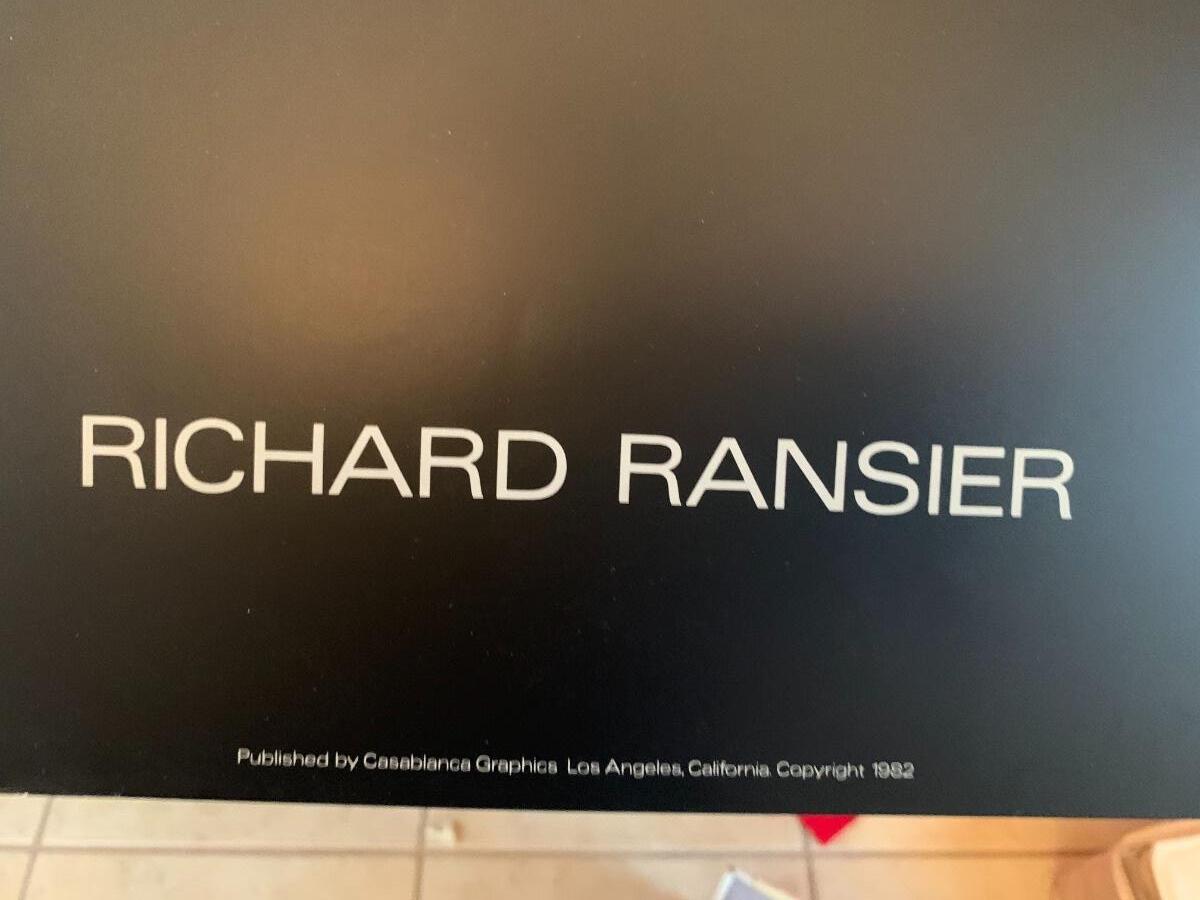 RICHARD RANSIER
Published by Casablanca Graphics Los Angeles, California. Copyright 1982